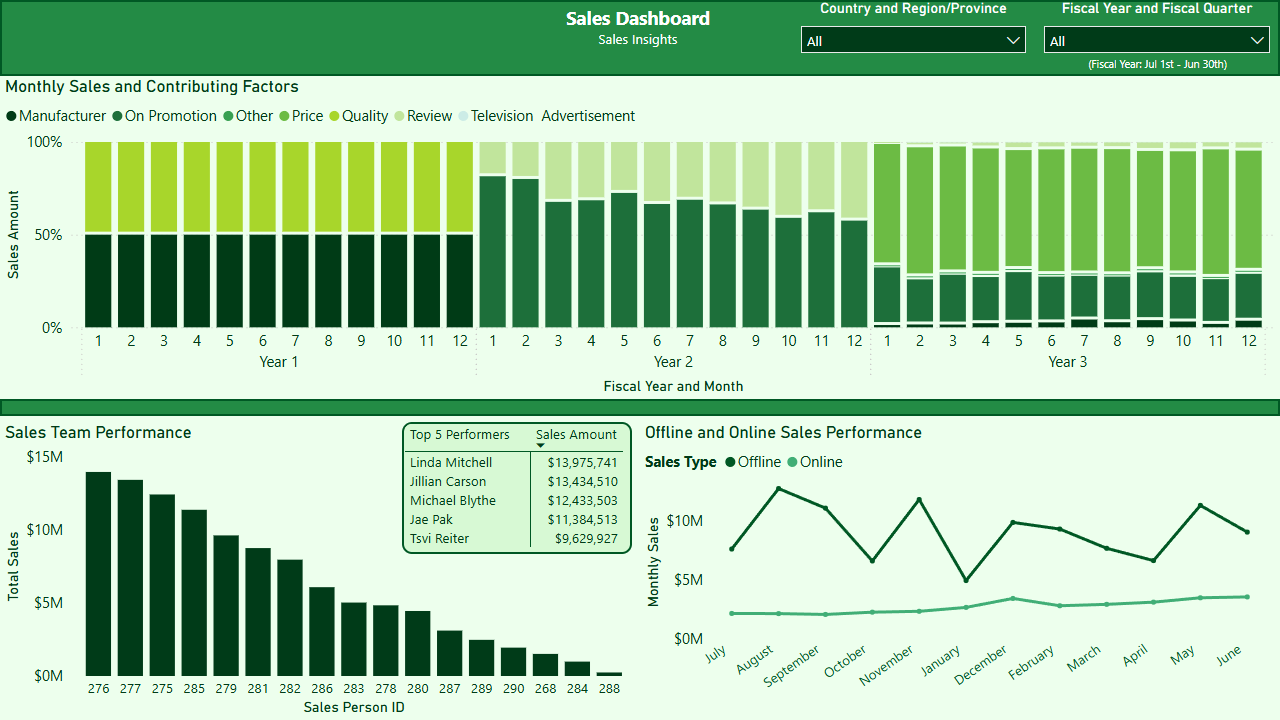 Sales Dashboard
Sales Insights
Country and Region/Province
All
Fiscal Year and Fiscal Quarter
All
(Fiscal Year: Jul 1st - Jun 30th)
Monthly Sales and Contributing Factors
Manufacturer On Promotion Other Price Quality Review Television Advertisement
Sales Amount
100%
50%
0%
1 2 3 4 5 6 7 8 9 10 11 12 1 2 3 4 5 6 7 8 9 10 11 12 1 2 3 4 5 6 7 8 9 10 11 12
Year 1 Year 2 Year 3
Fiscal Year and Month
Sales Team Performance
Total Sales
$15M
$10M
$5M
$0M
276 277 275 285 279 281 282 286 283 278 280 287 289 290 268 284 288
Sales Person ID
Top 5 Performers Sales Amount
Linda Mitchell $13,975,741
Jillian Carson $13,434,510
Michael Blythe $12,433,503
Jae Pak $11,384,513
Tsvi Reiter $9,629,927
Offline and Online Sales Performance
Sales Type Offline Online
Monthly Sales
$10M
$5M
$0M
July August September October November January December February March April May June